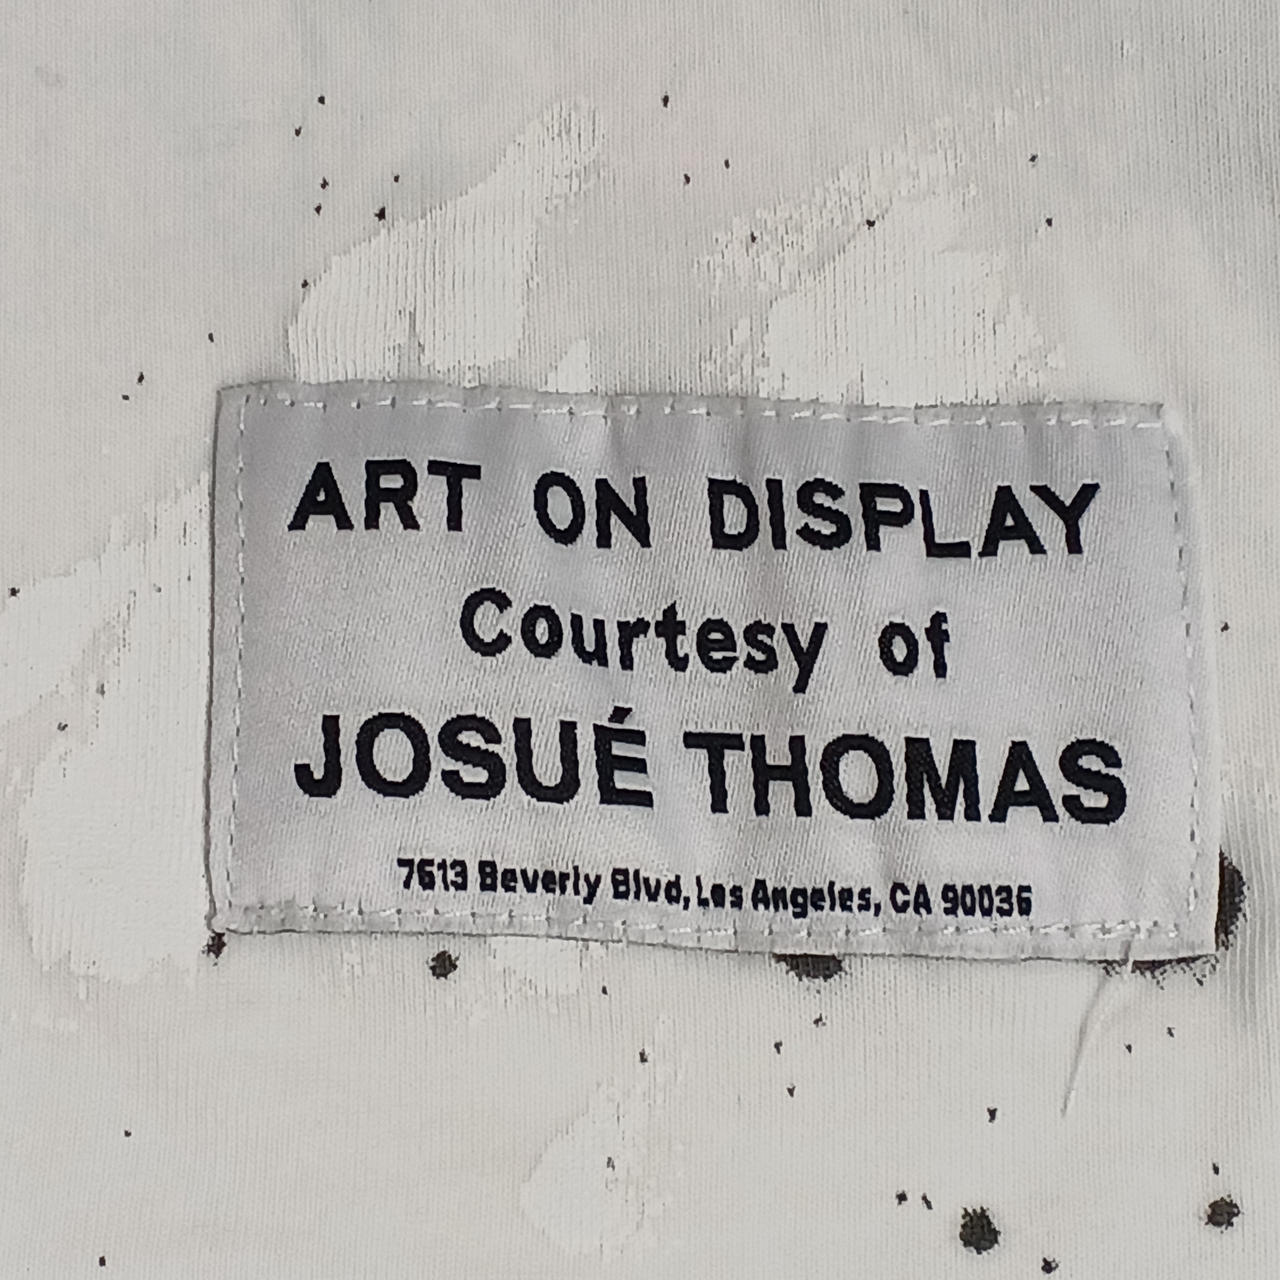 ART ON DISPLAY
Courtesy of
JOSUÉ THOMAS
7613 Beverly Blvd, Los Angeles, CA 90036